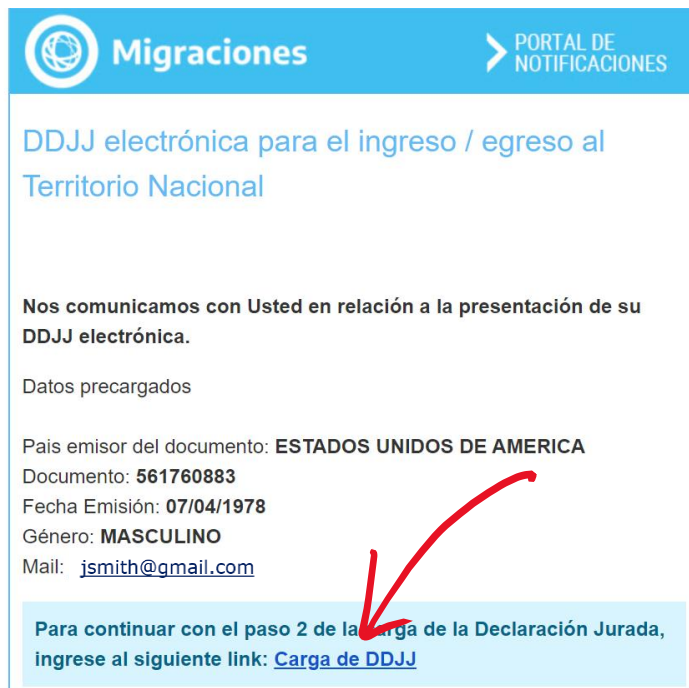 Migraciones
PORTAL DE
NOTIFICACIONES
DDJJ electrónica para el ingreso / egreso al
Territorio Nacional
Nos comunicamos con Usted en relación a la presentación de su
DDJJ electrónica.
Datos precargados
Pais emisor del documento: ESTADOS UNIDOS DE AMERICA
Documento: 561760883
Fecha Emisión: 07/04/1978
Género: MASCULINO
Mail: jsmith@gmail.com
Para continuar con el paso 2 de la carga de la Declaración Jurada,
ingrese al siguiente link: Carga de DDJJ